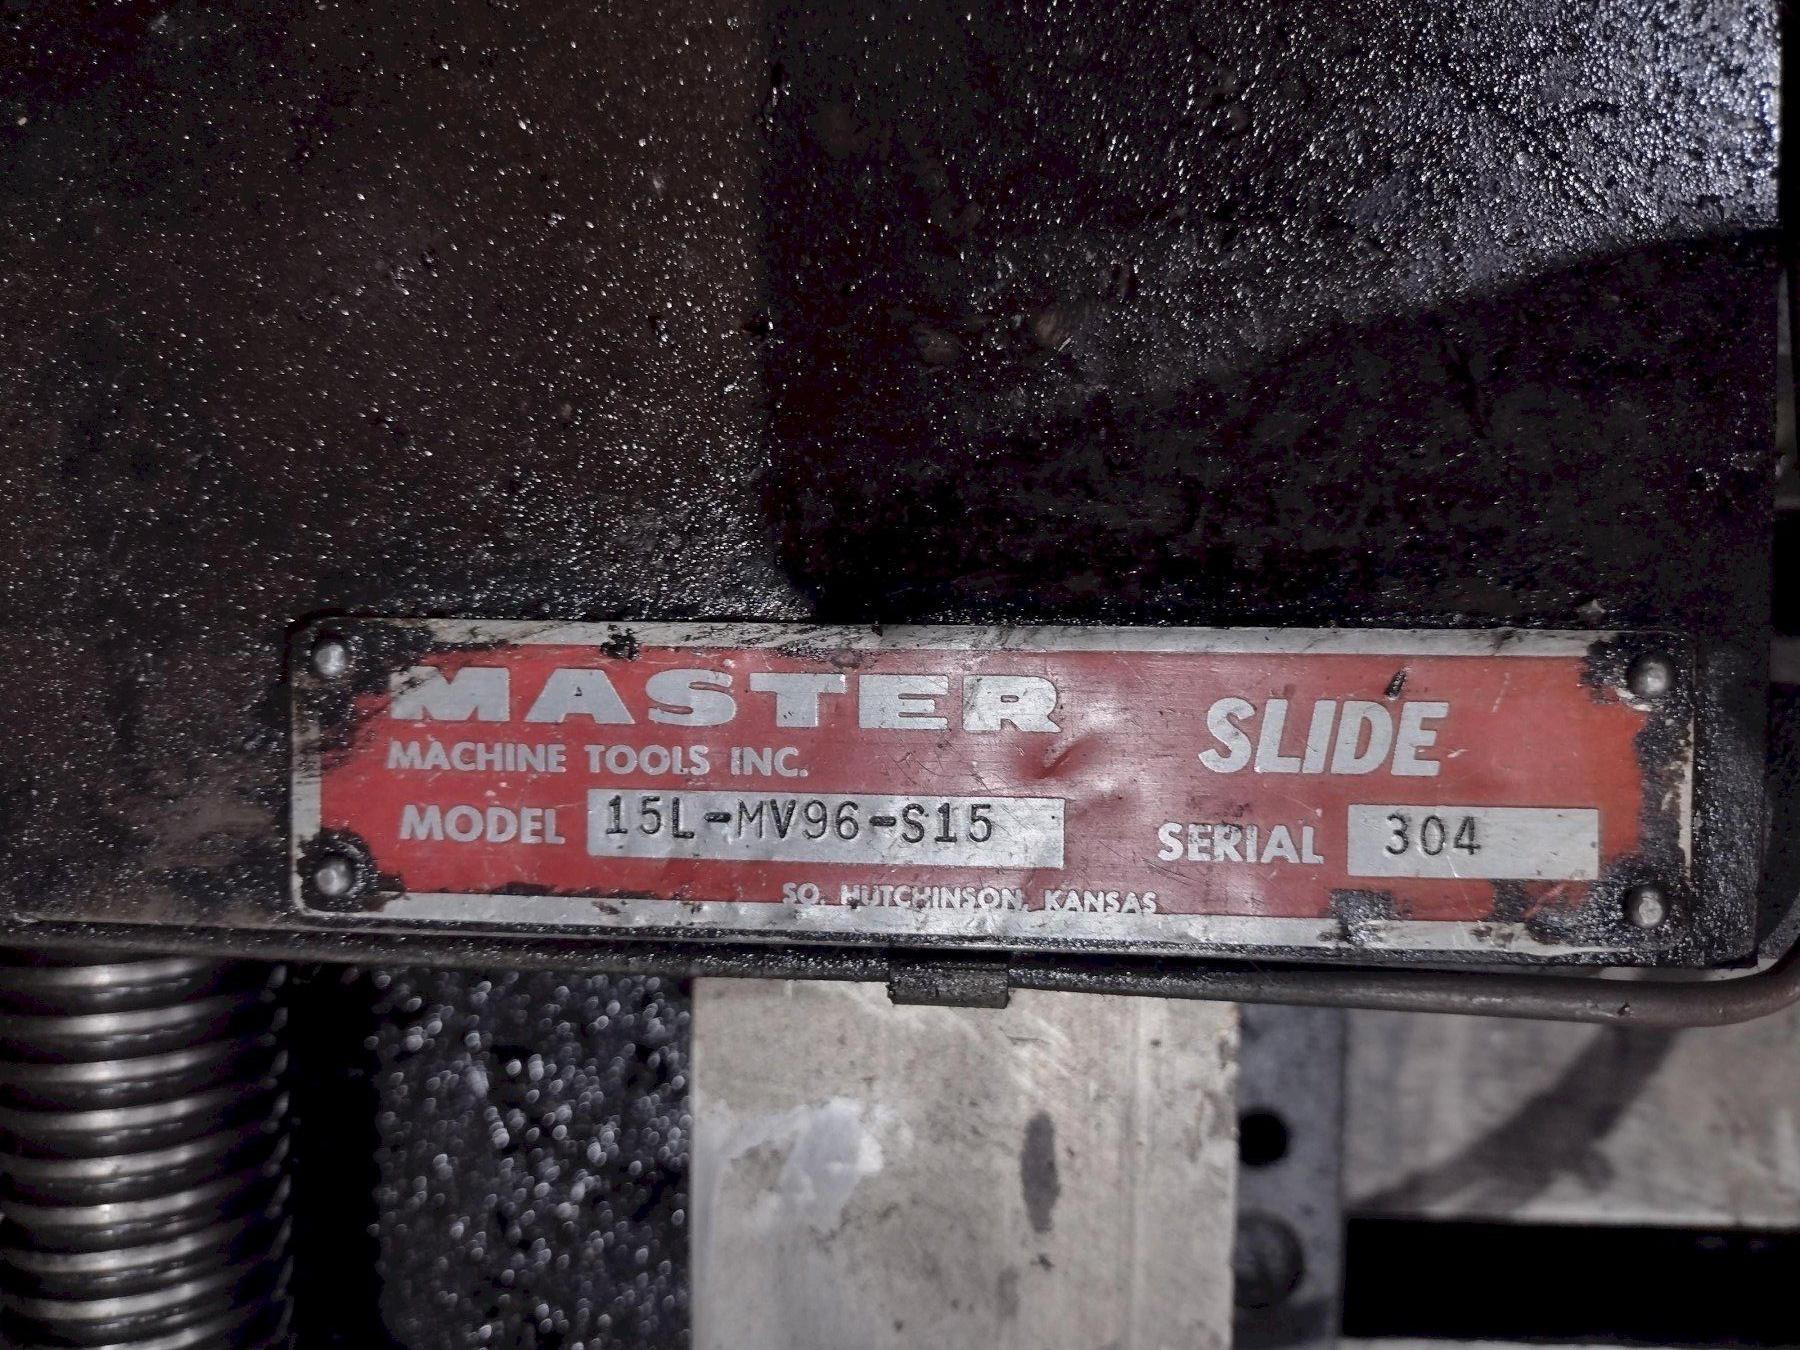 MASTER SLIDE
MACHINE TOOLS INC.
MODEL 15L-MV96-S15 SERIAL 304
SO. HUTCHINSON, KANSAS